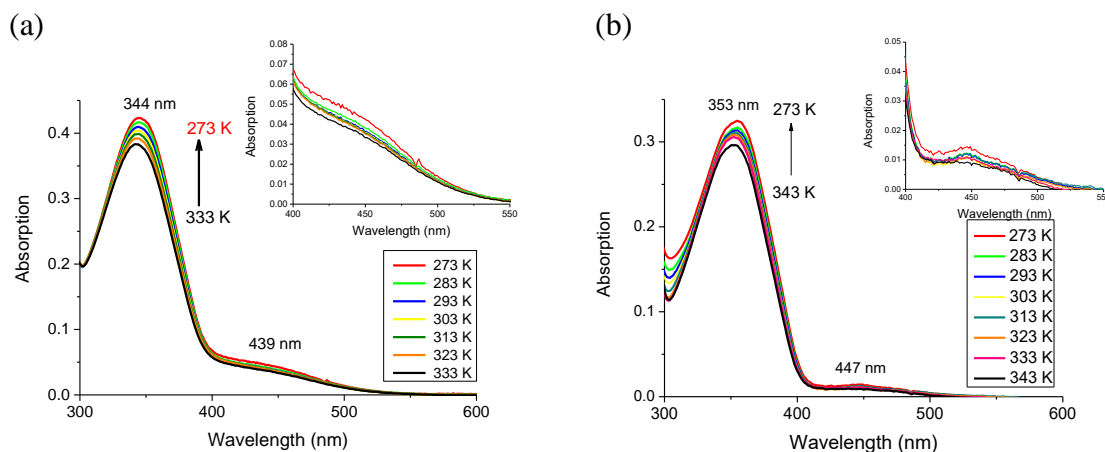 (a)
344 nm
273 K
333 K
439 nm
Absorption
0.4
0.3
0.2
0.1
0.0
300
400
500
600
Wavelength (nm)
Absorption
0.08
0.07
0.06
0.05
0.04
0.03
0.02
0.01
0.00
400
450
500
550
Wavelength (nm)
273 K
283 K
293 K
303 K
313 K
323 K
333 K
(b)
353 nm
273 K
343 K
447 nm
Absorption
0.3
0.2
0.1
0.0
300
400
500
600
Wavelength (nm)
Absorption
0.05
0.04
0.03
0.02
0.01
0.00
400
450
500
Wavelength (nm)
273 K
283 K
293 K
303 K
313 K
323 K
333 K
343 K